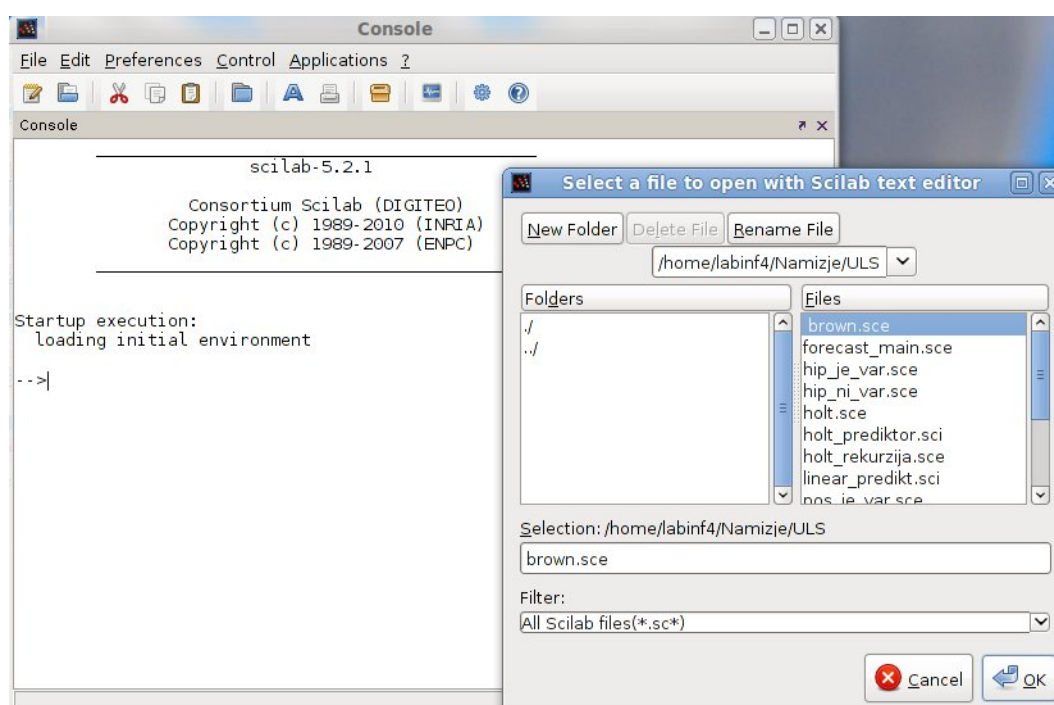 Console
File Edit Preferences Control Applications ?
Console
scilab-5.2.1
Consortium Scilab (DIGITEO)
Copyright (c) 1989-2010 (INRIA)
Copyright (c) 1989-2007 (ENPC)
Startup execution:
loading initial environment
-->
Select a file to open with Scilab text editor
New Folder Delete File Rename File
/home/labinf4/Namizje/ULS
Folders
./
../
Files
brown.sce
forecast_main.sce
hip_je_var.sce
hip_ni_var.sce
holt.sce
holt_prediktor.sci
holt_rekurzija.sce
linear_predikt.sci
pos_je_var.sce
Selection: /home/labinf4/Namizje/ULS
brown.sce
Filter:
All Scilab files(*.sc*)
Cancel OK